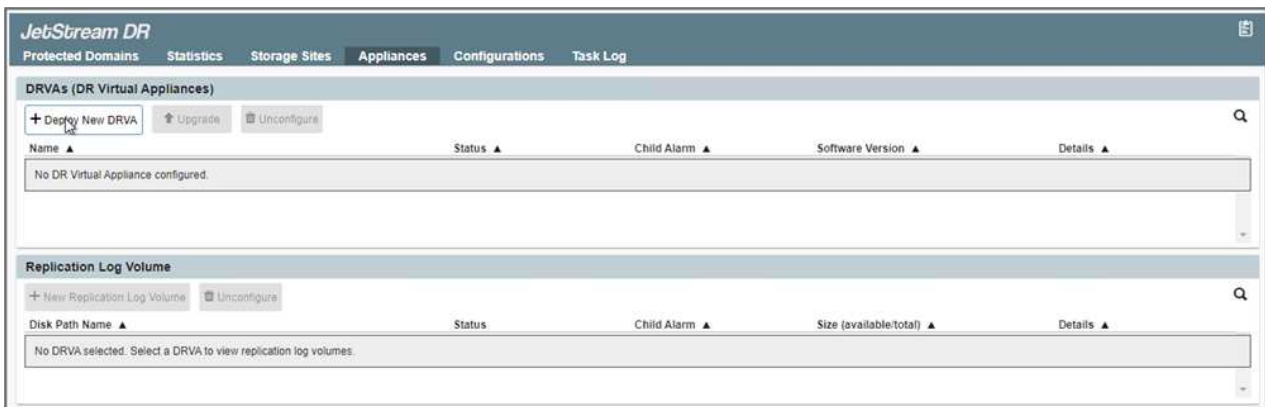 JetStream DR
Protected Domains Statistics Storage Sites Appliances Configurations Task Log
DRVAs (DR Virtual Appliances)
+ Deploy New DRVA Upgrade Unconfigure
Name ▲ Status ▲ Child Alarm ▲ Software Version ▲ Details ▲
No DR Virtual Appliance configured.
Replication Log Volume
+ New Replication Log Volume Unconfigure
Disk Path Name ▲ Status Child Alarm ▲ Size (available/total) ▲ Details ▲
No DRVA selected. Select a DRVA to view replication log volumes.